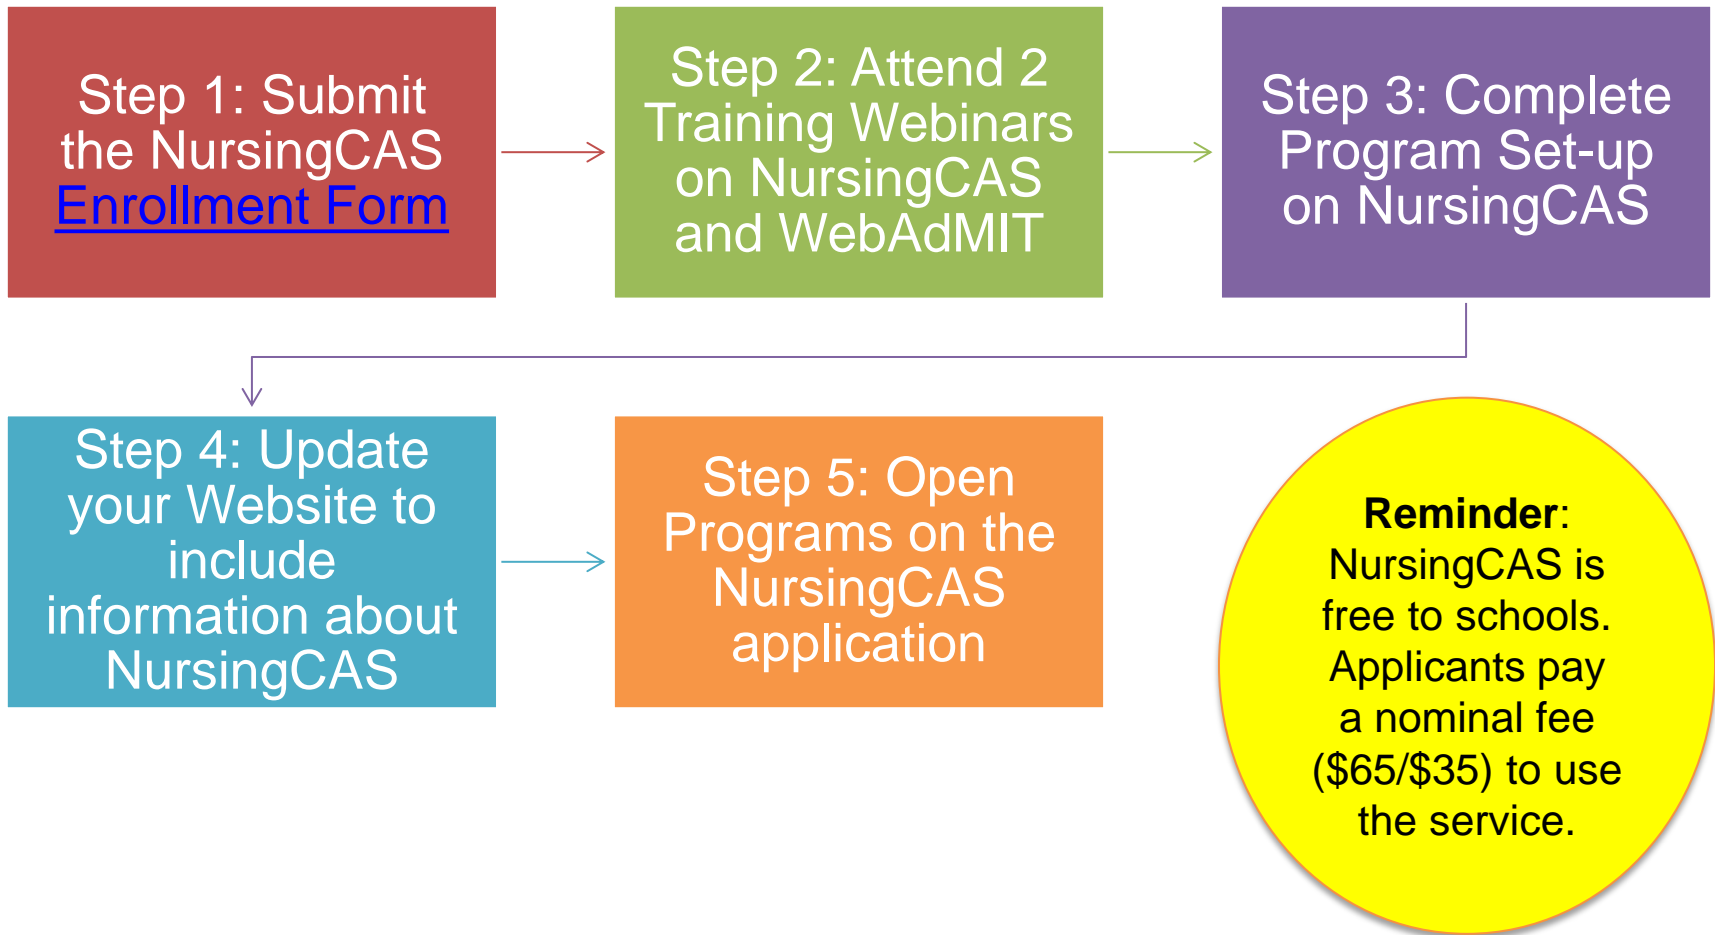 Step 1: Submit
the NursingCAS
Enrollment Form
Step 2: Attend 2
Training Webinars
on NursingCAS
and WebAdMIT
Step 3: Complete
Program Set-up
on NursingCAS
Step 4: Update
your Website to
include
information about
NursingCAS
Step 5: Open
Programs on the
NursingCAS
application
Reminder:
NursingCAS is
free to schools.
Applicants pay
a nominal fee
($65/$35) to use
the service.